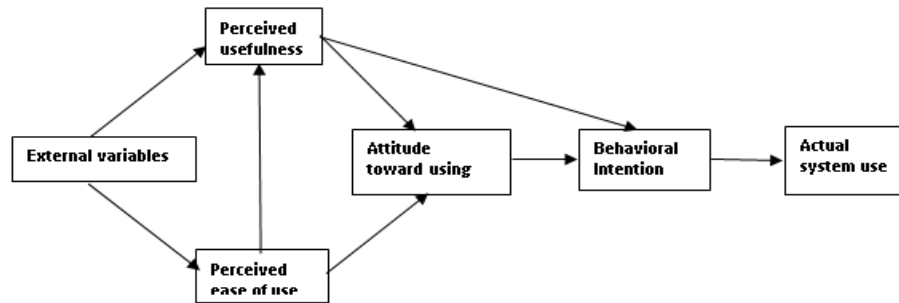 Perceived
usefulness
External variables
Attitude
toward using
Behavioral
Intention
Actual
system use
Perceived
ease of use